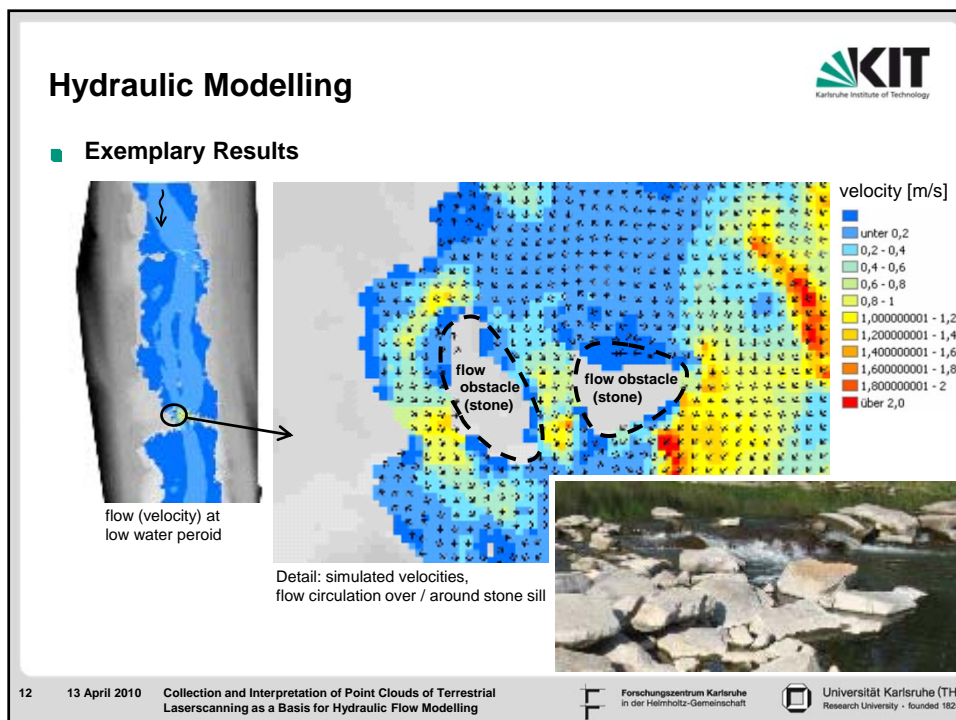 Hydraulic Modelling
KIT
Karlsruhe Institute of Technology
Exemplary Results
velocity [m/s]
unter 0,2
0,2 - 0,4
0,4 - 0,6
0,6 - 0,8
0,8 - 1
1,000000001 - 1,2
1,200000001 - 1,4
1,400000001 - 1,6
1,600000001 - 1,8
1,800000001 - 2
über 2,0
flow
obstacle
(stone)
flow obstacle
(stone)
flow (velocity) at
low water peroid
Detail: simulated velocities,
flow circulation over / around stone sill
12 13 April 2010 Collection and Interpretation of Point Clouds of Terrestrial
Laserscanning as a Basis for Hydraulic Flow Modelling
Forschungszentrum Karlsruhe
in der Helmholtz-Gemeinschaft
Universität Karlsruhe (TH
Research University · founded 182